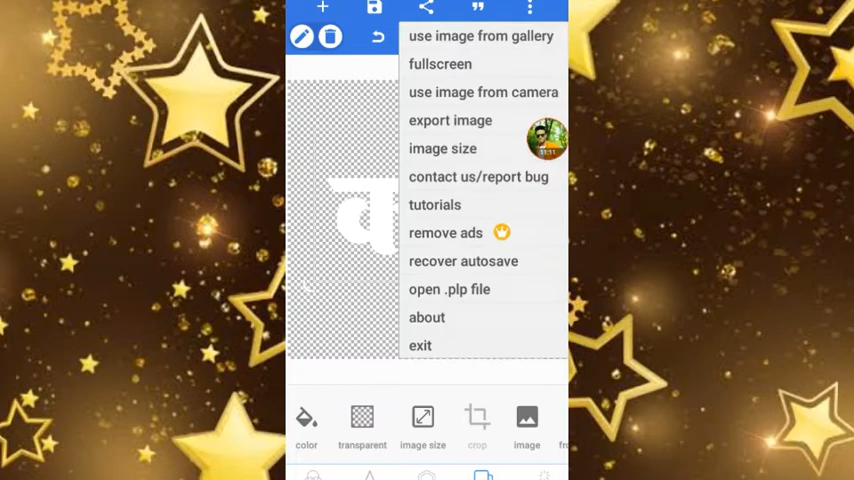 use image from gallery
fullscreen
use image from camera
export image
image size
contact us/report bug
tutorials
remove ads
recover autosave
open .plp file
about
exit
color
transparent
image size
crop
image